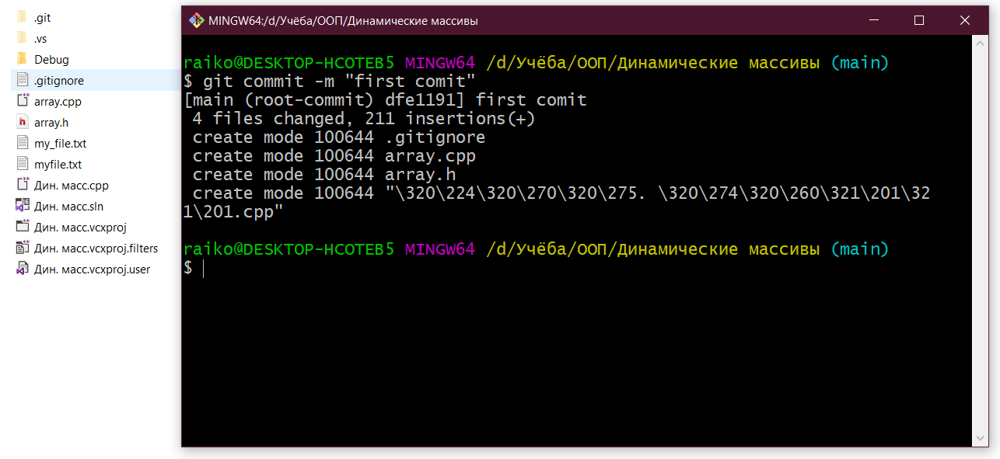 .git
.vs
Debug
.gitignore
array.cpp
array.h
my_file.txt
myfile.txt
Дин. масс.cpp
Дин. масс.sln
Дин. масс.vcxproj
Дин. масс.vcxproj.filters
Дин. масс.vcxproj.user
MINGW64:/d/Учёба/ООП/Динамические массивы
raiko@DESKTOP-HCOTEB5 MINGW64 /d/Учёба/ООП/Динамические массивы (main)
$ git commit -m "first comit"
[main (root-commit) dfe1191] first comit
4 files changed, 211 insertions(+)
create mode 100644 .gitignore
create mode 100644 array.cpp
create mode 100644 array.h
create mode 100644 "\320\224\320\270\320\275. \320\274\320\260\321\201\32
1\201.cpp"
raiko@DESKTOP-HCOTEB5 MINGW64 /d/Учёба/ООП/Динамические массивы (main)
$